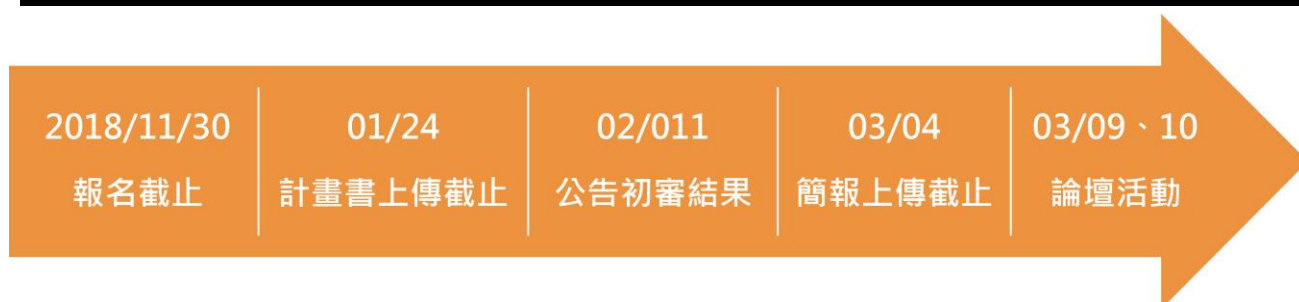 2018/11/30
報名截止
01/24
計畫書上傳截止
02/011
公告初審結果
03/04
簡報上傳截止
03/09、10
論壇活動